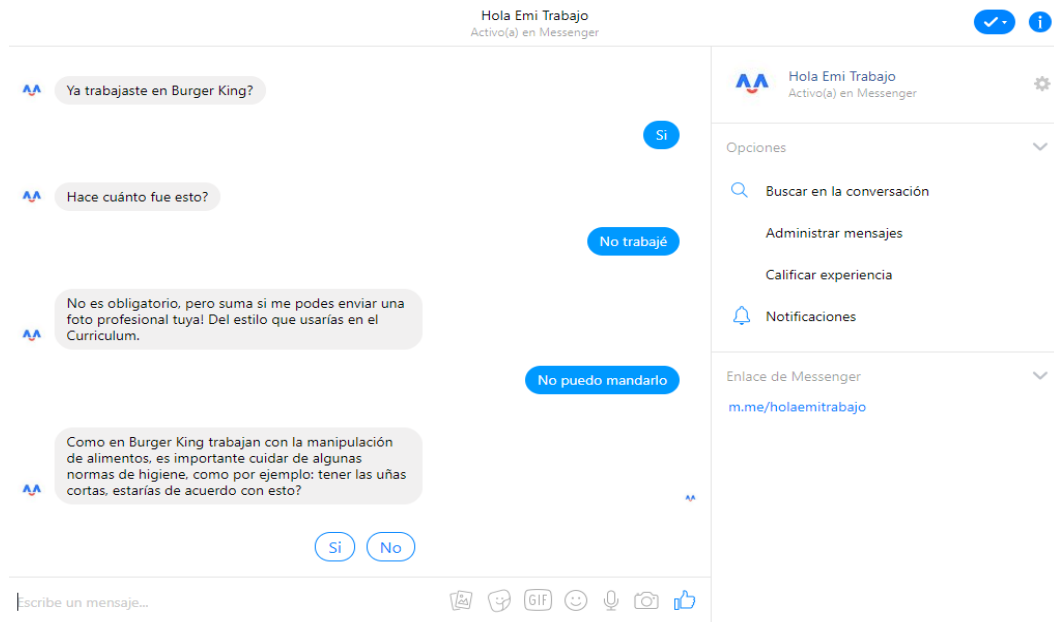 Hola Emi Trabajo
Activo(a) en Messenger
Ya trabajaste en Burger King?
Si
Hace cuánto fue esto?
No trabajé
No es obligatorio, pero suma si me podes enviar una
foto profesional tuya! Del estilo que usarías en el
Curriculum.
No puedo mandarlo
Como en Burger King trabajan con la manipulación
de alimentos, es importante cuidar de algunas
normas de higiene, como por ejemplo: tener las uñas
cortas, estarías de acuerdo con esto?
Si
No
Escribe un mensaje...
GIF
Hola Emi Trabajo
Activo(a) en Messenger
Opciones
Buscar en la conversación
Administrar mensajes
Calificar experiencia
Notificaciones
Enlace de Messenger
m.me/holaemitrabajo